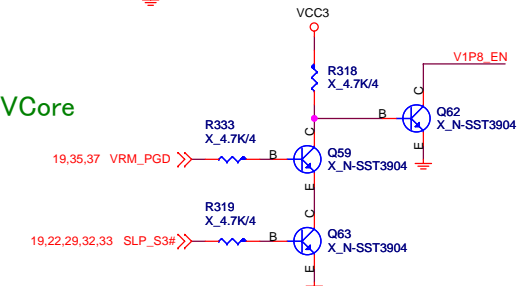 VCC3
V1P8_EN
R318
X_4.7K/4
C
C
B
Q62
X_N-SST3904
E
VCore
R333
X_4.7K/4
19,35,37 VRM_PGD
B
Q59
X_N-SST3904
E
R319
X_4.7K/4
C
19,22,29,32,33 SLP_S3#
B
Q63
X_N-SST3904
E